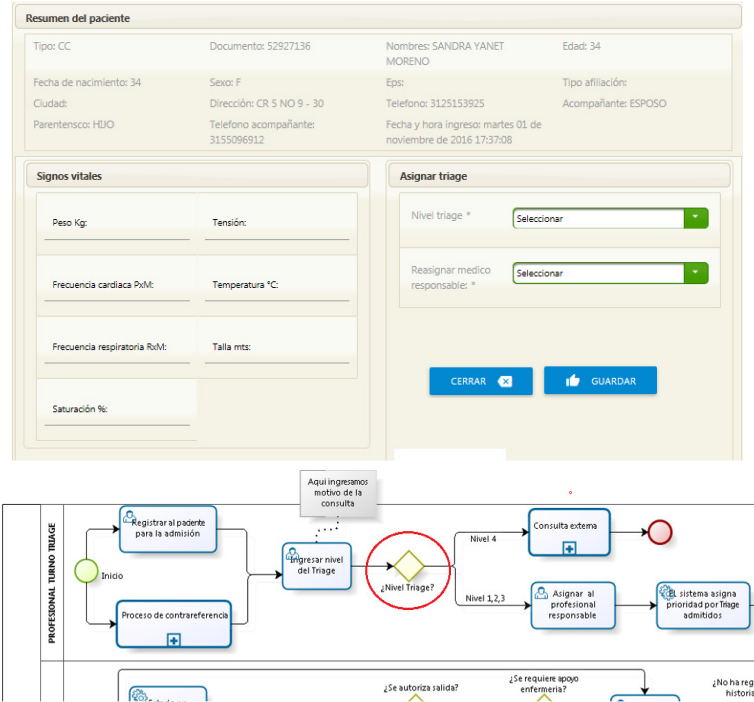 Resumen del paciente
Tipo: CC
Documento: 52927136
Nombres: SANDRA YANET
MORENO
Edad: 34
Fecha de nacimiento: 34
Sexo: F
Eps:
Tipo afiliación:
Ciudad:
Dirección: CR 5 NO 9 - 30
Telefono: 3125153925
Acompañante: ESPOSO
Parentensco: HIJO
Telefono acompañante:
3155096912
Fecha y hora ingreso: martes 01 de
noviembre de 2016 17:37:08
Signos vitales
Peso Kg:
Tensión:
Frecuencia cardiaca PxM:
Temperatura °C:
Frecuencia respiratoria RxM:
Talla mts:
Saturación %:
Asignar triage
Nivel triage *
Seleccionar
Reasignar medico
responsable: *
Seleccionar
CERRAR
GUARDAR
PROFESIONAL TURNO TRIAGE
Inicio
Registrar al paciente
para la admisión
Proceso de contrareferencia
Aqui ingresamos
motivo de la
consulta
Ingresar nivel
del Triage
¿Nivel Triage?
Nivel 4
Consulta externa
Nivel 1,2,3
Asignar al
profesional
responsable
EL sistema asigna
prioridad por Triage
admitidos
¿Se autoriza salida?
¿Se requiere apoyo
enfermeria?
¿No ha reg
historia